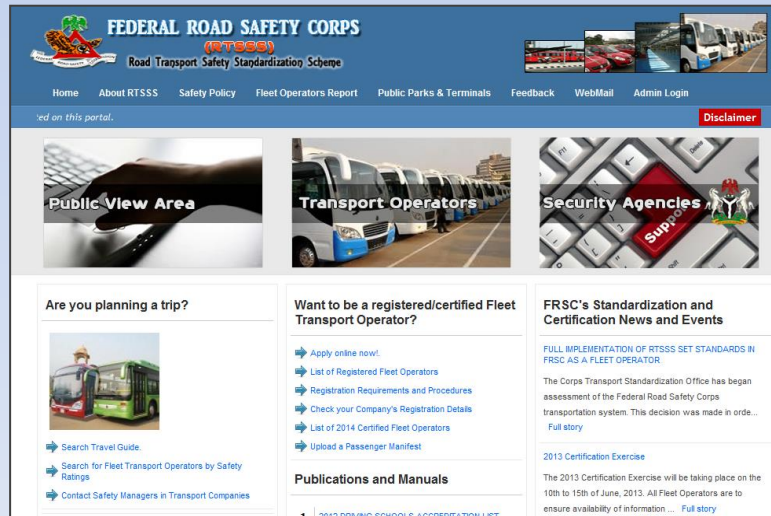 FEDERAL ROAD SAFETY CORPS
(RTSSS)
Road Transport Safety Standardization Scheme
Home About RTSSS Safety Policy Fleet Operators Report Public Parks & Terminals Feedback WebMail Admin Login
ed on this portal.
Disclaimer
Public View Area
Transport Operators
Security Agencies
Support
Are you planning a trip?
Search Travel Guide.
Search for Fleet Transport Operators by Safety
Ratings
Contact Safety Managers in Transport Companies
Want to be a registered/certified Fleet
Transport Operator?
Apply online now!.
List of Registered Fleet Operators
Registration Requirements and Procedures
Check your Company's Registration Details
List of 2014 Certified Fleet Operators
Upload a Passenger Manifest
Publications and Manuals
1 2012 DRIVING SCHOOLS ACCREDITATION LIST
FRSC's Standardization and
Certification News and Events
FULL IMPLEMENTATION OF RTSSS SET STANDARDS IN
FRSC AS A FLEET OPERATOR
The Corps Transport Standardization Office has began
assessment of the Federal Road Safety Corps
transportation system. This decision was made in orde...
Full story
2013 Certification Exercise
The 2013 Certification Exercise will be taking place on the
10th to 15th of June, 2013. All Fleet Operators are to
ensure availability of information ... Full story